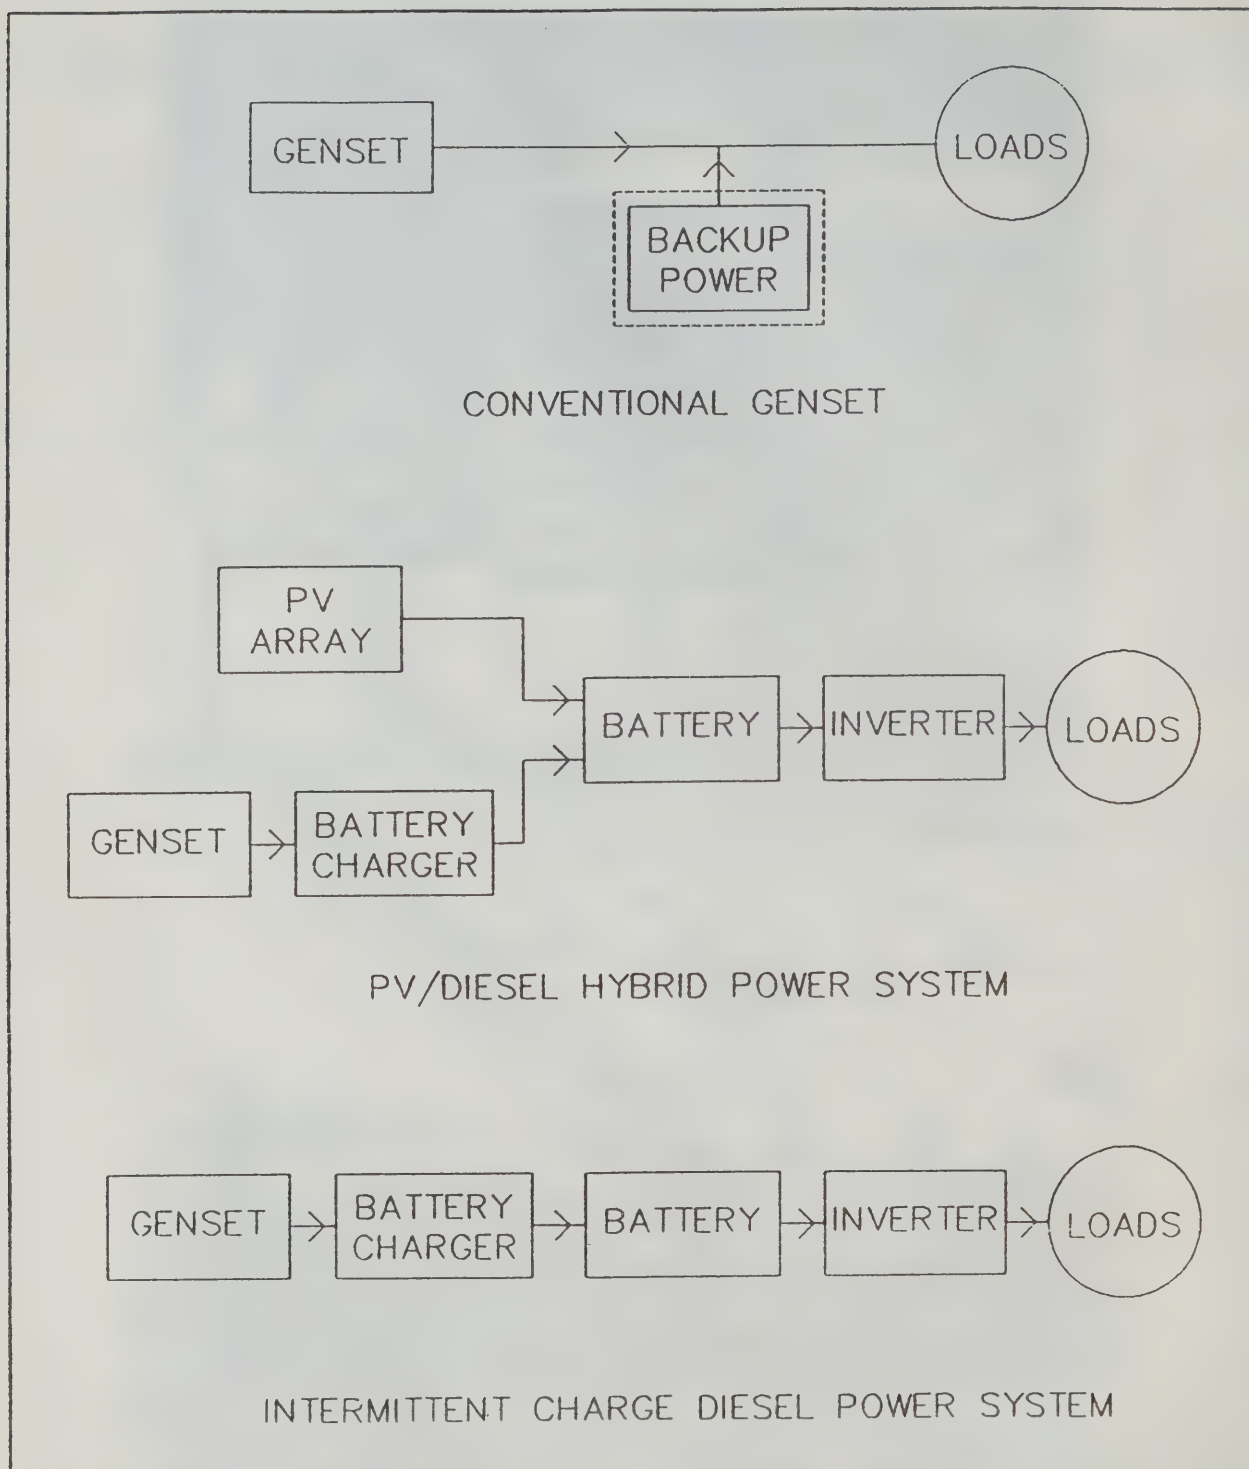 GENSET
LOADS
BACKUP
POWER
CONVENTIONAL GENSET
PV
ARRAY
BATTERY
INVERTER
LOADS
GENSET
BATTERY
CHARGER
PV/DIESEL HYBRID POWER SYSTEM
GENSET
BATTERY
CHARGER
BATTERY
INVERTER
LOADS
INTERMITTENT CHARGE DIESEL POWER SYSTEM